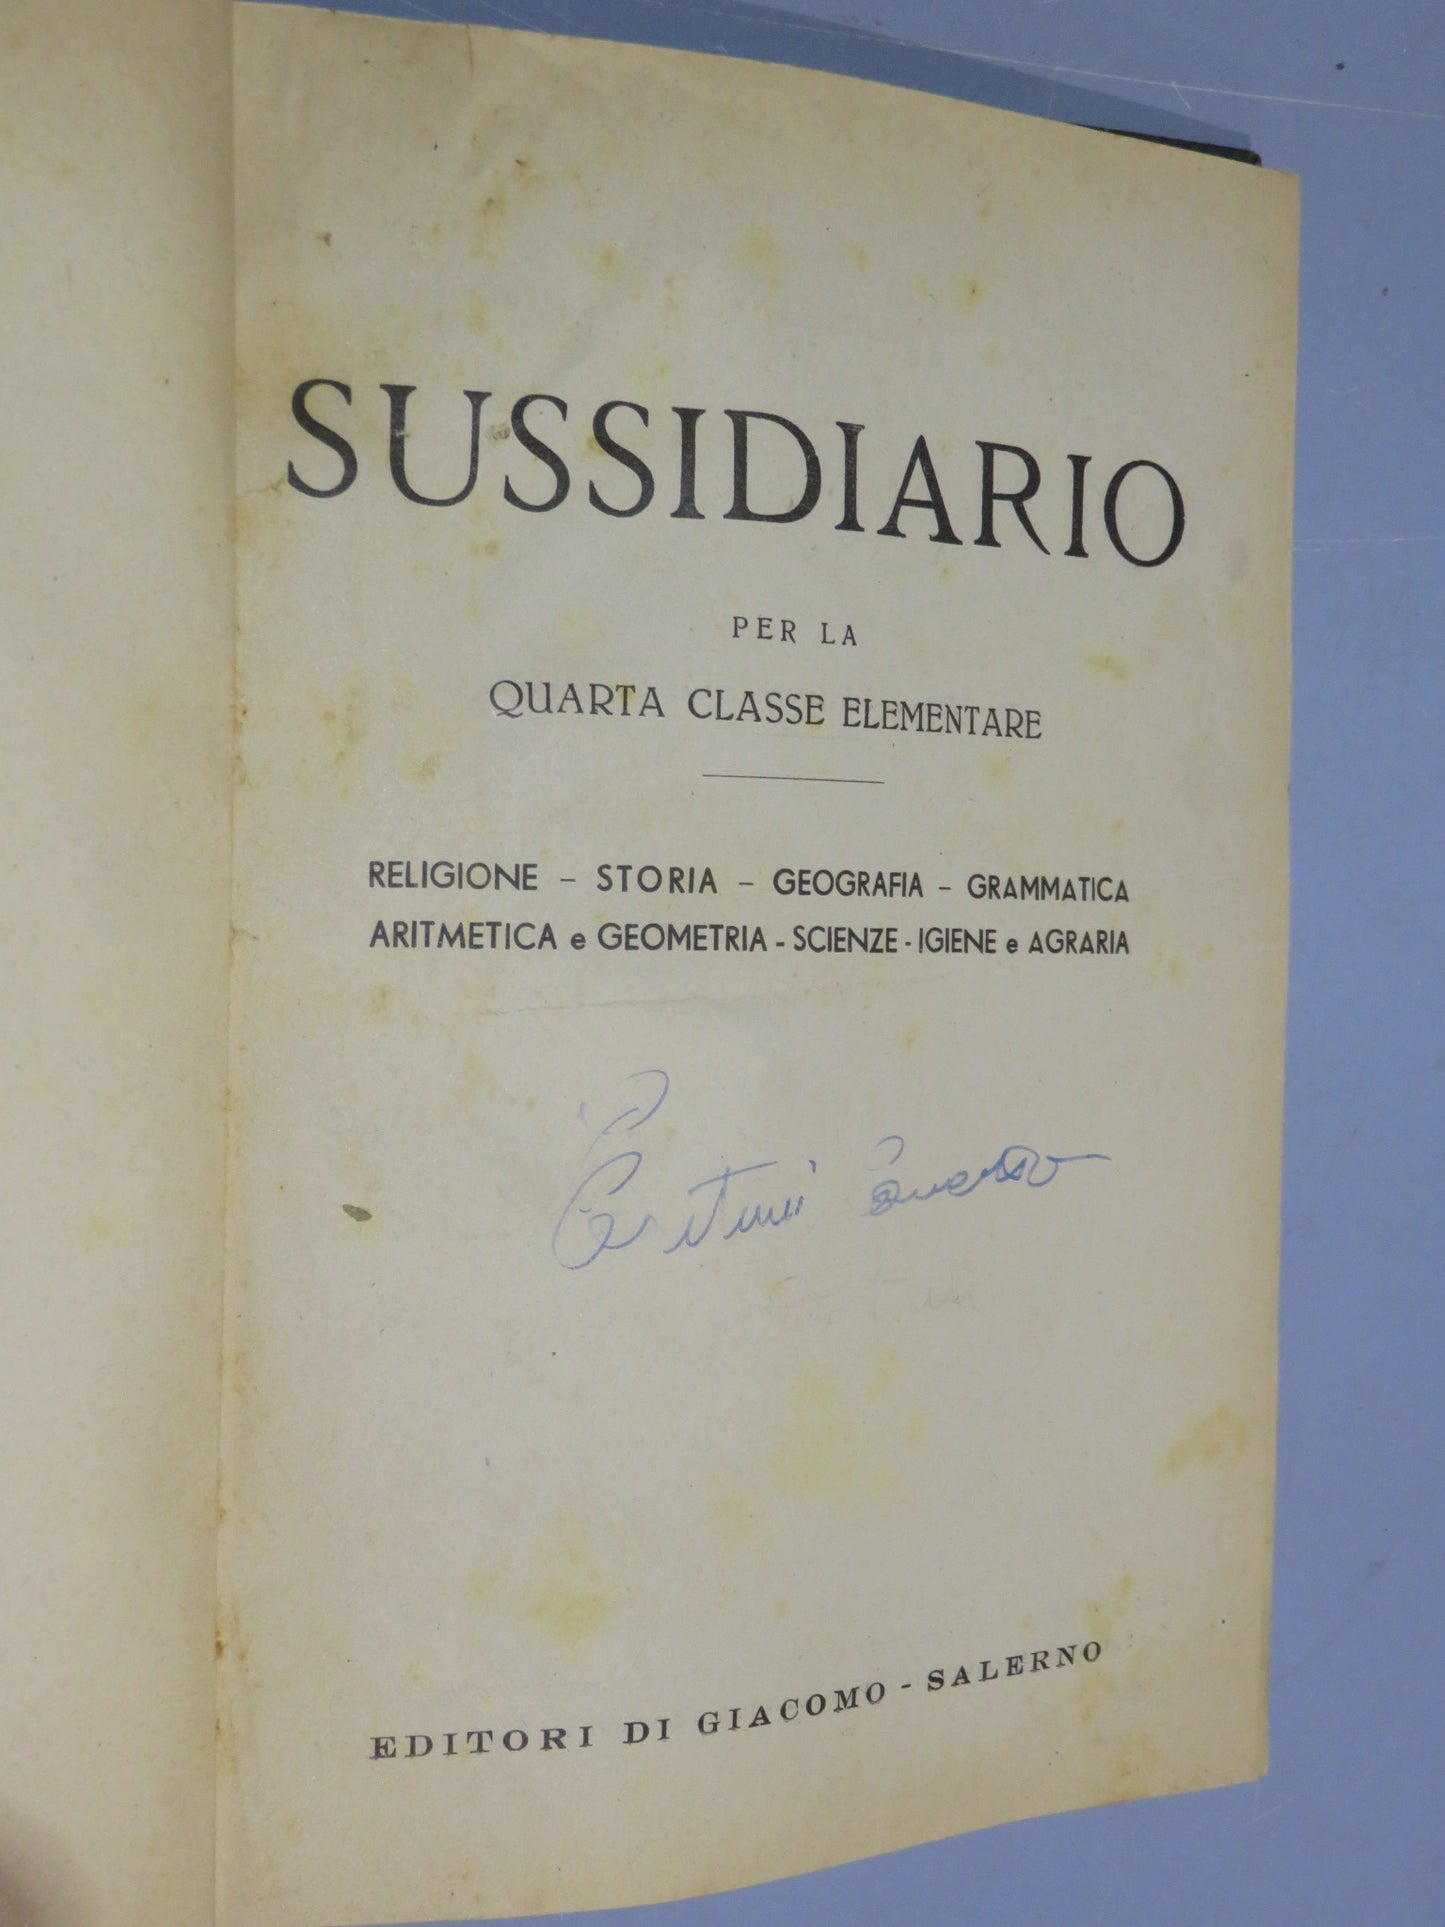 SUSSIDIARIO
PER LA
QUARTA CLASSE ELEMENTARE
RELIGIONE – STORIA – GEOGRAFIA – GRAMMATICA
ARITMETICA e GEOMETRIA - SCIENZE - IGIENE e AGRARIA
EDITORI DI GIACOMO - SALERNO